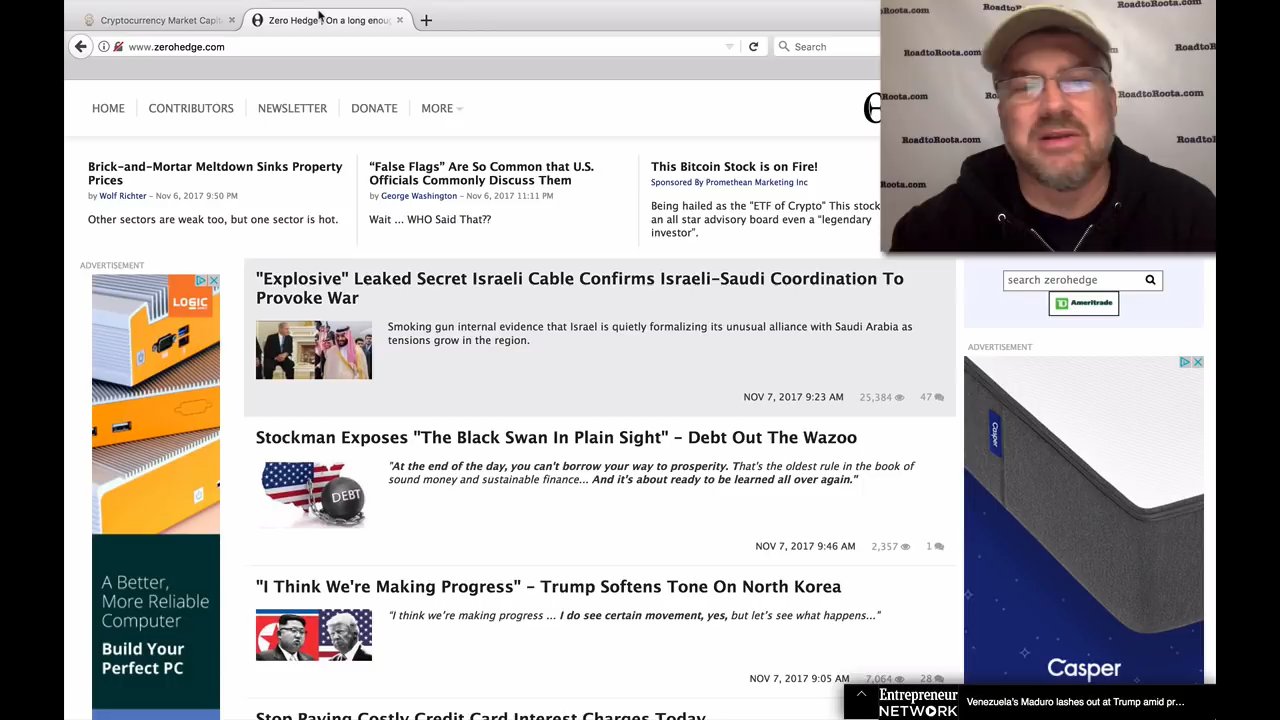 Cryptocurrency Market Capit
Zero Hedge | On a long enou
www.zerohedge.com
Search
HOME
CONTRIBUTORS
NEWSLETTER
DONATE
MORE
RoadtoRoota.com
RoadtoRo
Roota.com
RoadtoRoota.com
RoadtoRoota.com
RoadtoR
Roota.com
Brick-and-Mortar Meltdown Sinks Property
Prices
by Wolf Richter - Nov 6, 2017 9:50 PM
Other sectors are weak too, but one sector is hot.
“False Flags” Are So Common that U.S.
Officials Commonly Discuss Them
by George Washington - Nov 6, 2017 11:11 PM
Wait ... WHO Said That??
This Bitcoin Stock is on Fire!
Sponsored By Promethean Marketing Inc
Being hailed as the "ETF of Crypto" This stock
an all star advisory board even a “legendary
investor”.
ADVERTISEMENT
LOGIC
A Better,
More Reliable
Computer
Build Your
Perfect PC
"Explosive" Leaked Secret Israeli Cable Confirms Israeli-Saudi Coordination To
Provoke War
Smoking gun internal evidence that Israel is quietly formalizing its unusual alliance with Saudi Arabia as
tensions grow in the region.
NOV 7, 2017 9:23 AM 25,384 47
Stockman Exposes "The Black Swan In Plain Sight" - Debt Out The Wazoo
DEBT
"At the end of the day, you can't borrow your way to prosperity. That's the oldest rule in the book of
sound money and sustainable finance... And it's about ready to be learned all over again."
NOV 7, 2017 9:46 AM 2,357 1
"I Think We're Making Progress" - Trump Softens Tone On North Korea
"I think we're making progress ... I do see certain movement, yes, but let's see what happens..."
NOV 7, 2017 9:05 AM 7,064 28
Stop Paying Costly Credit Card Interest Charges Today
search zerohedge
TD Ameritrade
ADVERTISEMENT
Casper
Casper
Entrepreneur
NETWORK
Venezuela's Maduro lashes out at Trump amid pr...